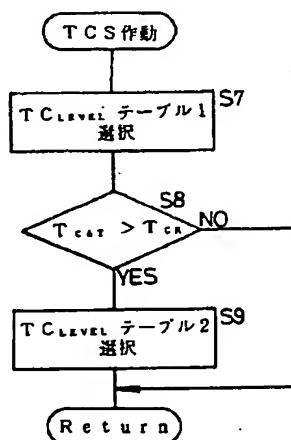 TCS作動
S7
TCLEVEL テーブル1
選択
S8
TCAT > TCR
NO
YES
S9
TCLEVEL テーブル2
選択
Return